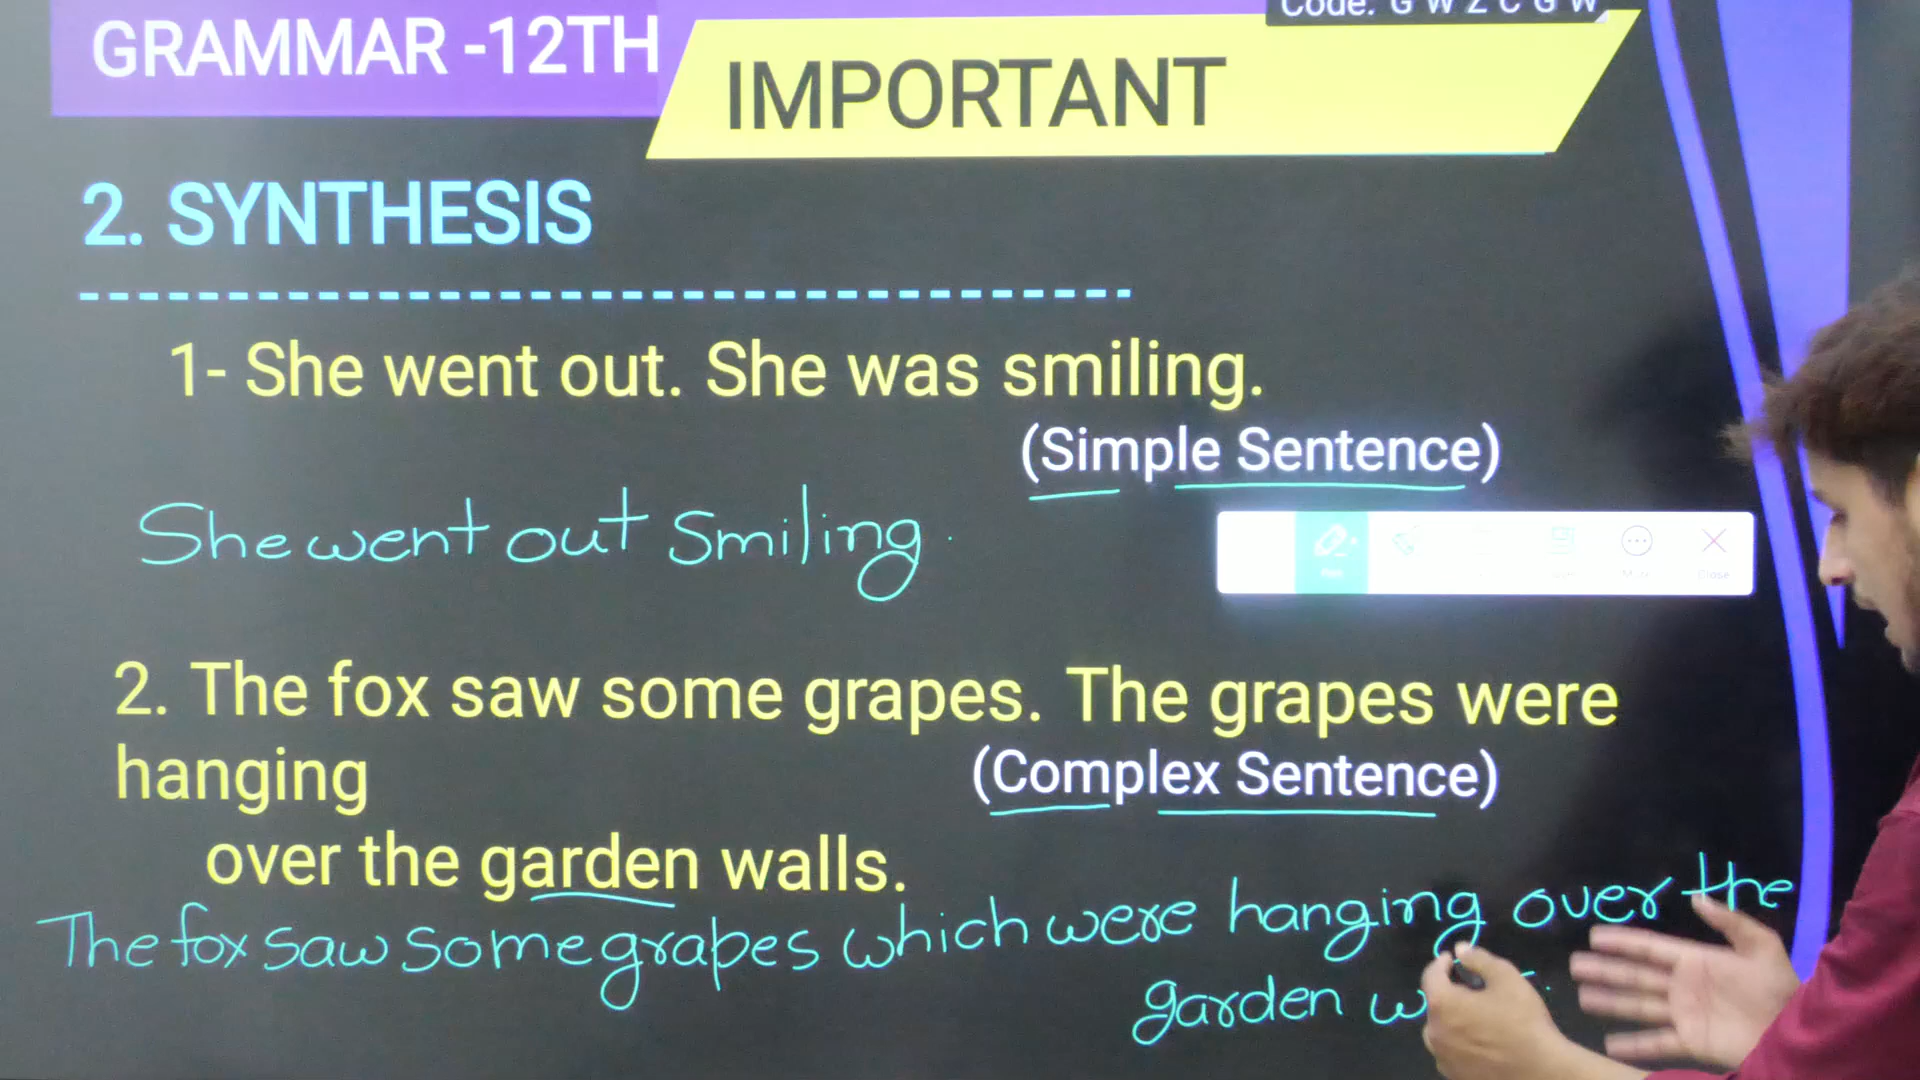 Code: G W Z C G W
GRAMMAR -12TH
IMPORTANT
2. SYNTHESIS
1- She went out. She was smiling.
(Simple Sentence)
She went out smiling.
Close
2. The fox saw some grapes. The grapes were
hanging
(Complex Sentence)
over the garden walls.
The fox saw some grapes which were hanging over the
garden